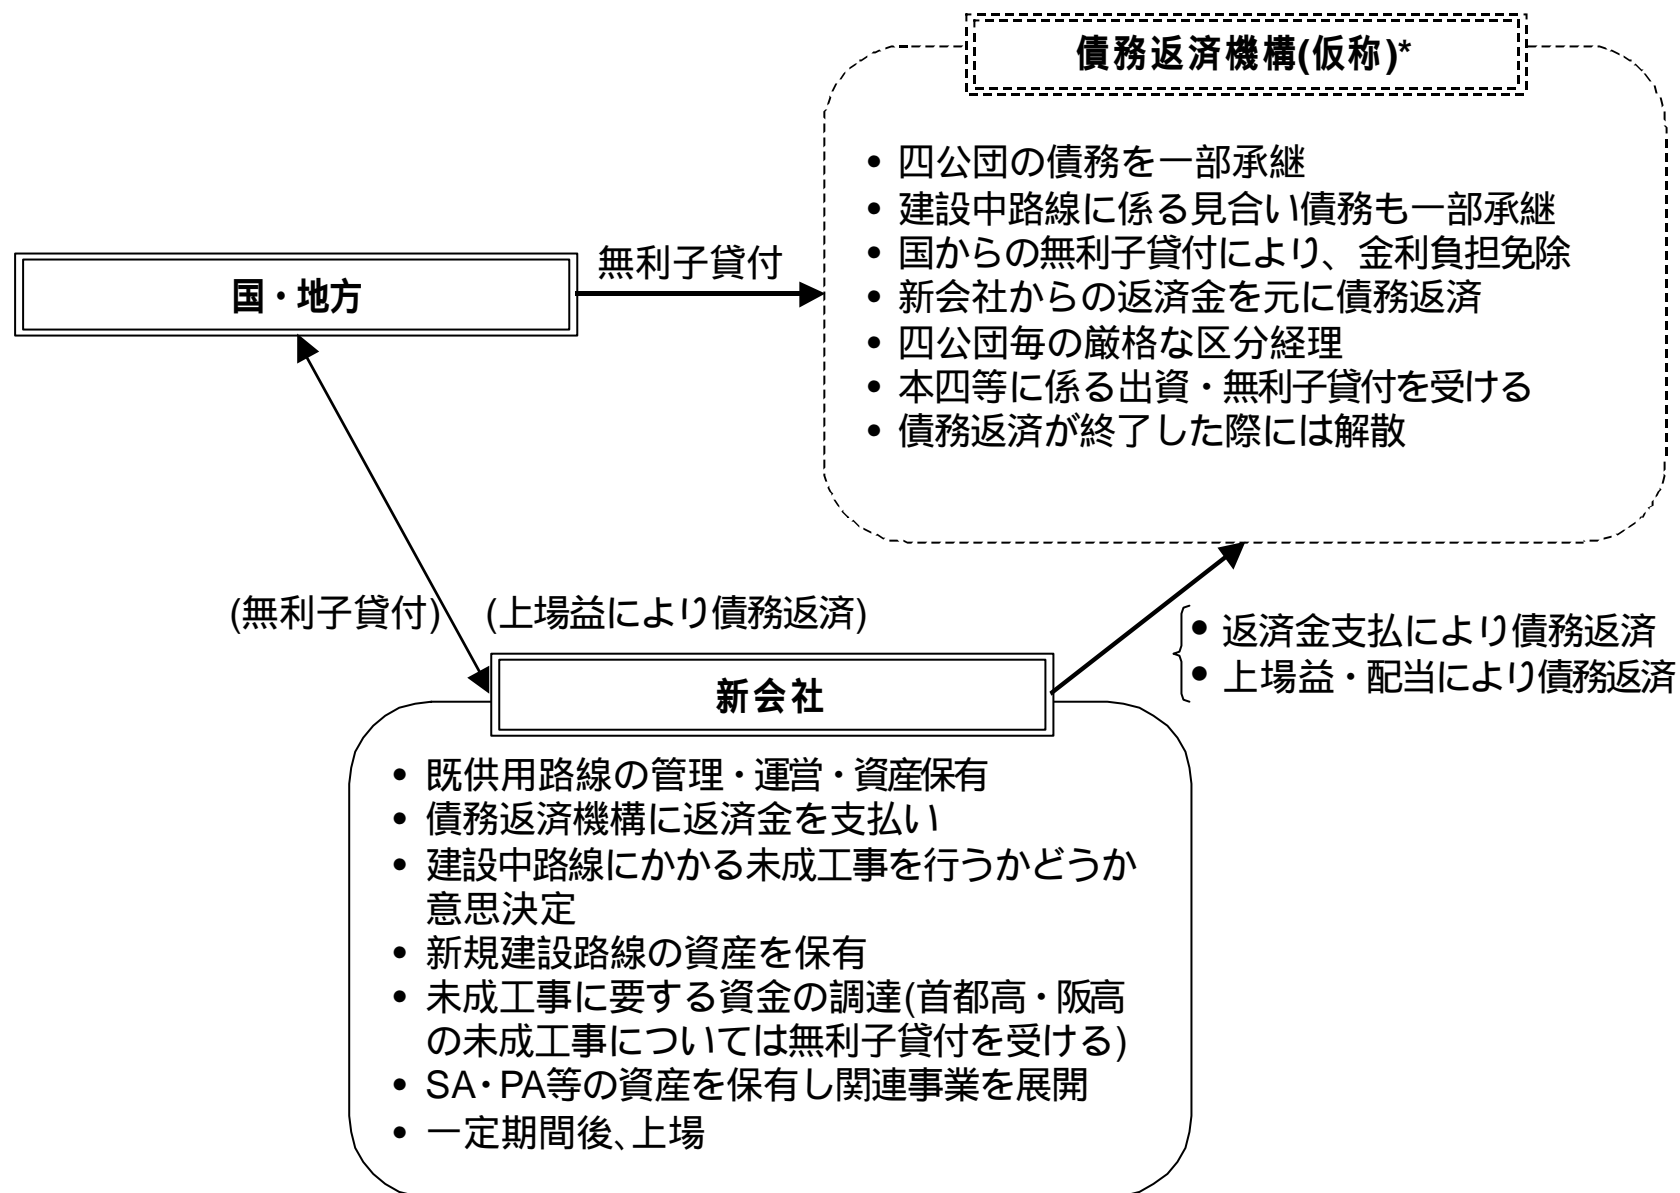 債務返済機構(仮称)*
• 四公団の債務を一部承継
• 建設中路線に係る見合い債務も一部承継
• 国からの無利子貸付により、金利負担免除
• 新会社からの返済金を元に債務返済
• 四公団毎の厳格な区分経理
• 本四等に係る出資・無利子貸付を受ける
• 債務返済が終了した際には解散
国・地方
無利子貸付
(無利子貸付)
(上場益により債務返済)
• 返済金支払により債務返済
• 上場益・配当により債務返済
新会社
• 既供用路線の管理・運営・資産保有
• 債務返済機構に返済金を支払い
• 建設中路線にかかる未成工事を行うかどうか
意思決定
• 新規建設路線の資産を保有
• 未成工事に要する資金の調達(首都高・阪高
の未成工事については無利子貸付を受ける)
• SA・PA等の資産を保有し関連事業を展開
• 一定期間後、上場